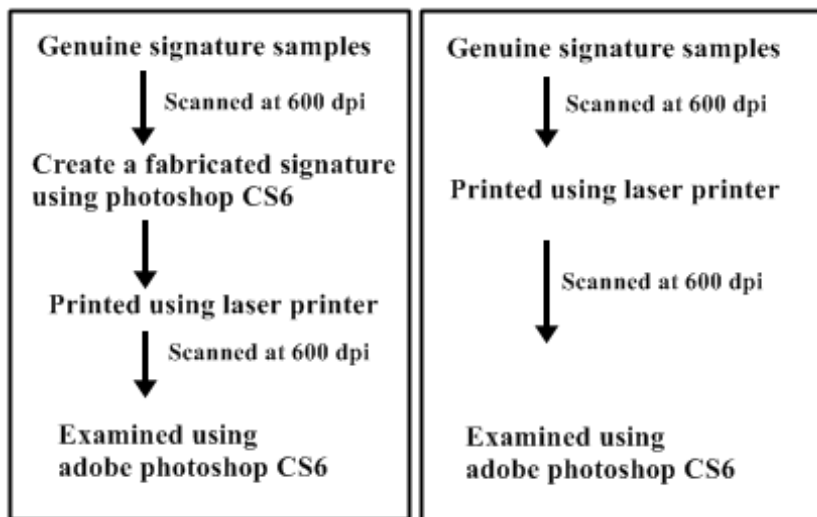 Genuine signature samples
Scanned at 600 dpi
Create a fabricated signature
using photoshop CS6
Printed using laser printer
Scanned at 600 dpi
Examined using
adobe photoshop CS6
Genuine signature samples
Scanned at 600 dpi
Printed using laser printer
Scanned at 600 dpi
Examined using
adobe photoshop CS6